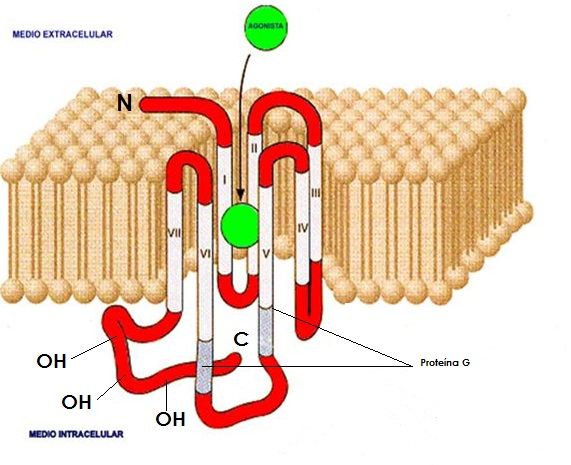 AGONISTA
MEDIO EXTRACELULAR
N
II
I
III
VII
IV
VI
V
C
OH
Proteína G
OH
OH
MEDIO INTRACELULAR